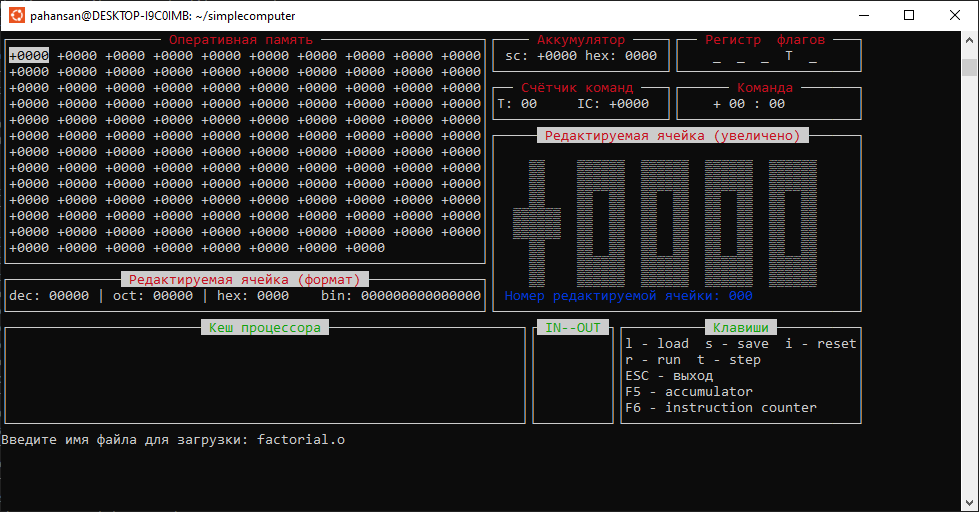 pahansan@DESKTOP-I9C0IMB: ~/simplecomputer
Оперативная память
+0000 +0000 +0000 +0000 +0000 +0000 +0000 +0000 +0000 +0000
+0000 +0000 +0000 +0000 +0000 +0000 +0000 +0000 +0000 +0000
+0000 +0000 +0000 +0000 +0000 +0000 +0000 +0000 +0000 +0000
+0000 +0000 +0000 +0000 +0000 +0000 +0000 +0000 +0000 +0000
+0000 +0000 +0000 +0000 +0000 +0000 +0000 +0000 +0000 +0000
+0000 +0000 +0000 +0000 +0000 +0000 +0000 +0000 +0000 +0000
+0000 +0000 +0000 +0000 +0000 +0000 +0000 +0000 +0000 +0000
+0000 +0000 +0000 +0000 +0000 +0000 +0000 +0000 +0000 +0000
+0000 +0000 +0000 +0000 +0000 +0000 +0000 +0000 +0000 +0000
+0000 +0000 +0000 +0000 +0000 +0000 +0000 +0000 +0000 +0000
+0000 +0000 +0000 +0000 +0000 +0000 +0000 +0000 +0000 +0000
+0000 +0000 +0000 +0000 +0000 +0000 +0000 +0000 +0000 +0000
+0000 +0000 +0000 +0000 +0000 +0000 +0000 +0000
Аккумулятор
sc: +0000 hex: 0000
Регистр флагов
_ _ _ T _
Счётчик команд
T: 00 IC: +0000
Команда
+ 00 : 00
Редактируемая ячейка (увеличено)
+0000
Номер редактируемой ячейки: 000
Редактируемая ячейка (формат)
dec: 00000 | oct: 00000 | hex: 0000 bin: 000000000000000
Кеш процессора
IN--OUT
Клавиши
l - load s - save i - reset
r - run t - step
ESC - выход
F5 - accumulator
F6 - instruction counter
Введите имя файла для загрузки: factorial.o